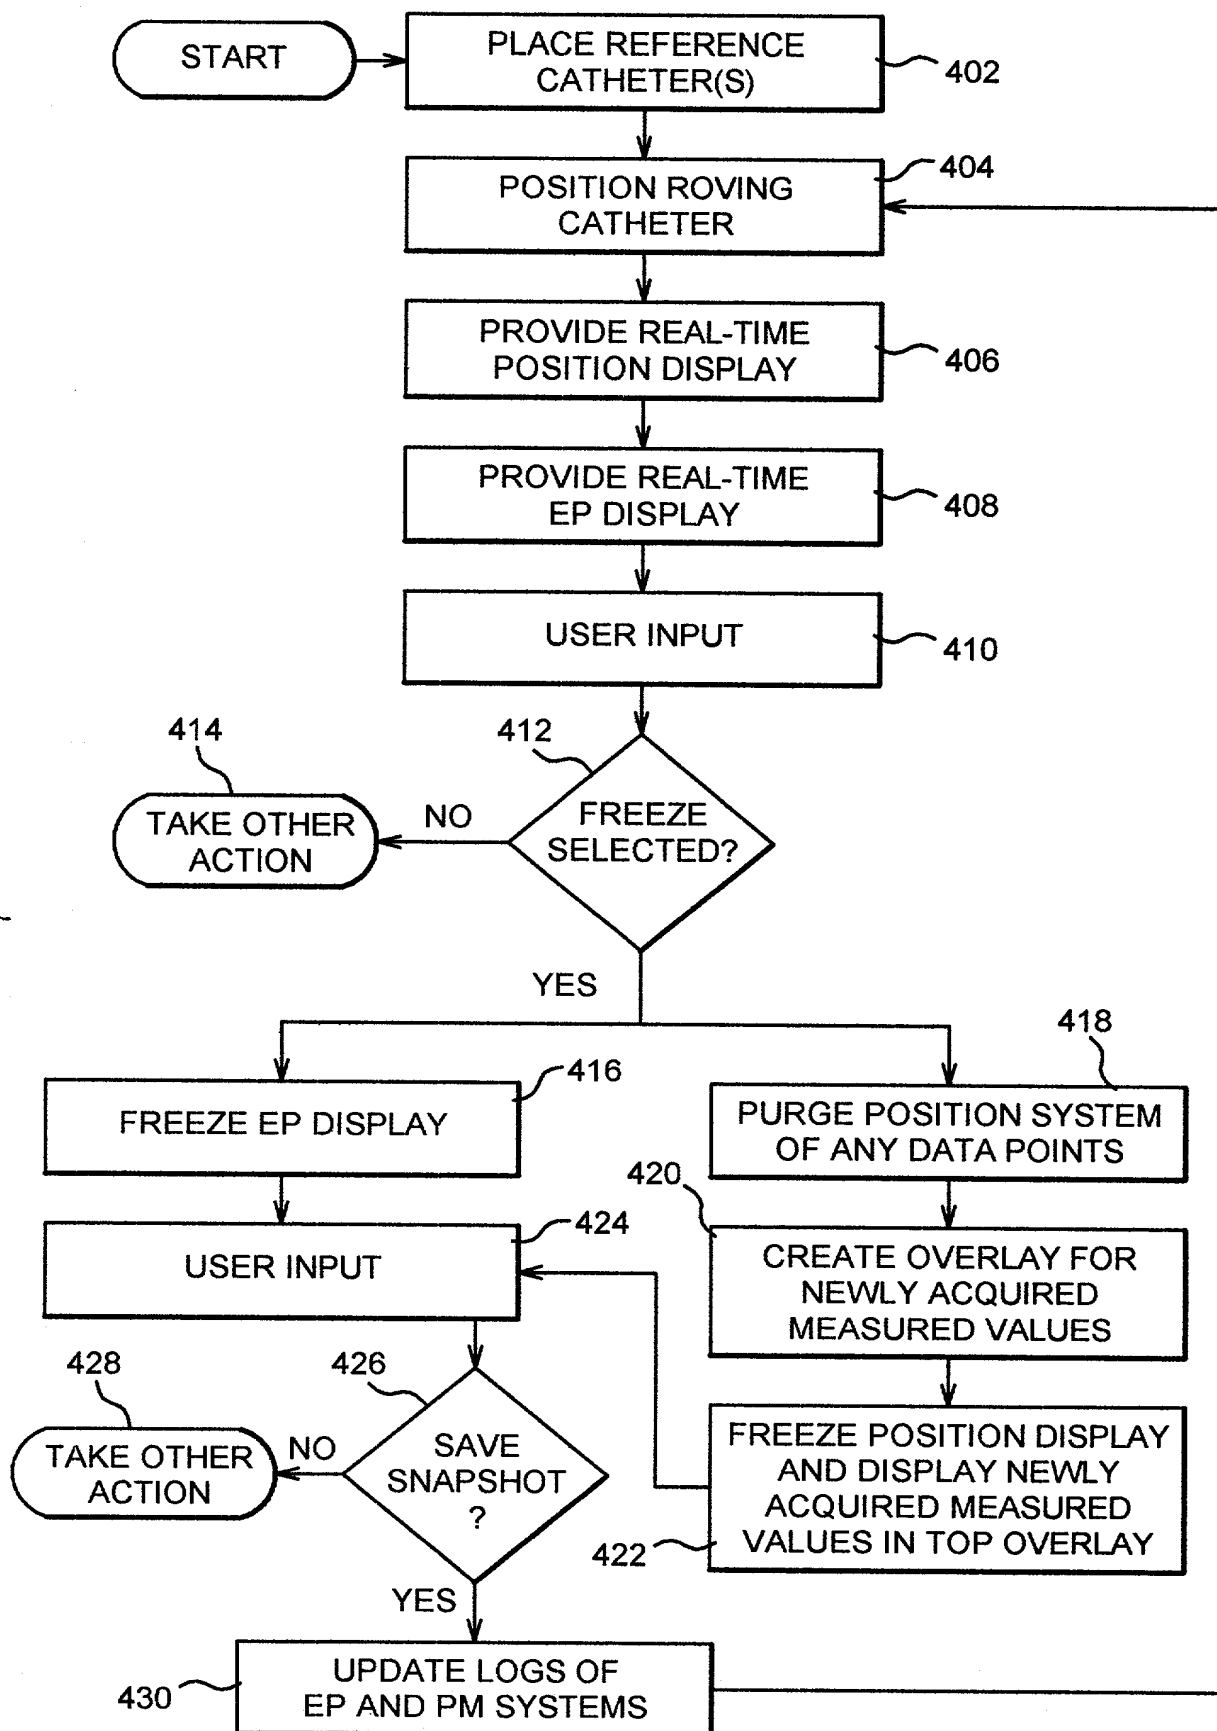 START
PLACE REFERENCE
CATHETER(S)
402
404
POSITION ROVING
CATHETER
PROVIDE REAL-TIME
POSITION DISPLAY
406
PROVIDE REAL-TIME
EP DISPLAY
408
USER INPUT
410
414
412
TAKE OTHER
ACTION
NO
FREEZE
SELECTED?
YES
416
FREEZE EP DISPLAY
418
PURGE POSITION SYSTEM
OF ANY DATA POINTS
424
USER INPUT
420
CREATE OVERLAY FOR
NEWLY ACQUIRED
MEASURED VALUES
428
426
TAKE OTHER
ACTION
NO
SAVE
SNAPSHOT
?
FREEZE POSITION DISPLAY
AND DISPLAY NEWLY
ACQUIRED MEASURED
VALUES IN TOP OVERLAY
422
YES
UPDATE LOGS OF
EP AND PM SYSTEMS
430